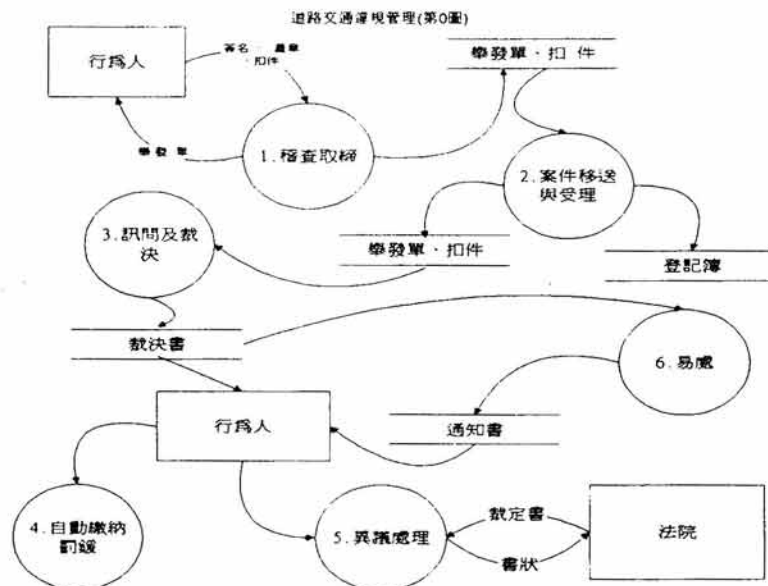 道路交通違規管理(第0圖)
行為人
簽名 ‧ 舉單
‧扣件
舉發單‧扣 件
舉發 單
1.稽查取締
2.案件移送
與受理
3.訊問及裁
決
舉發單‧扣件
登記簿
裁決書
6.易處
行為人
通知書
4.自動繳納
罰鍰
5.異議處理
裁定書
書狀
法院